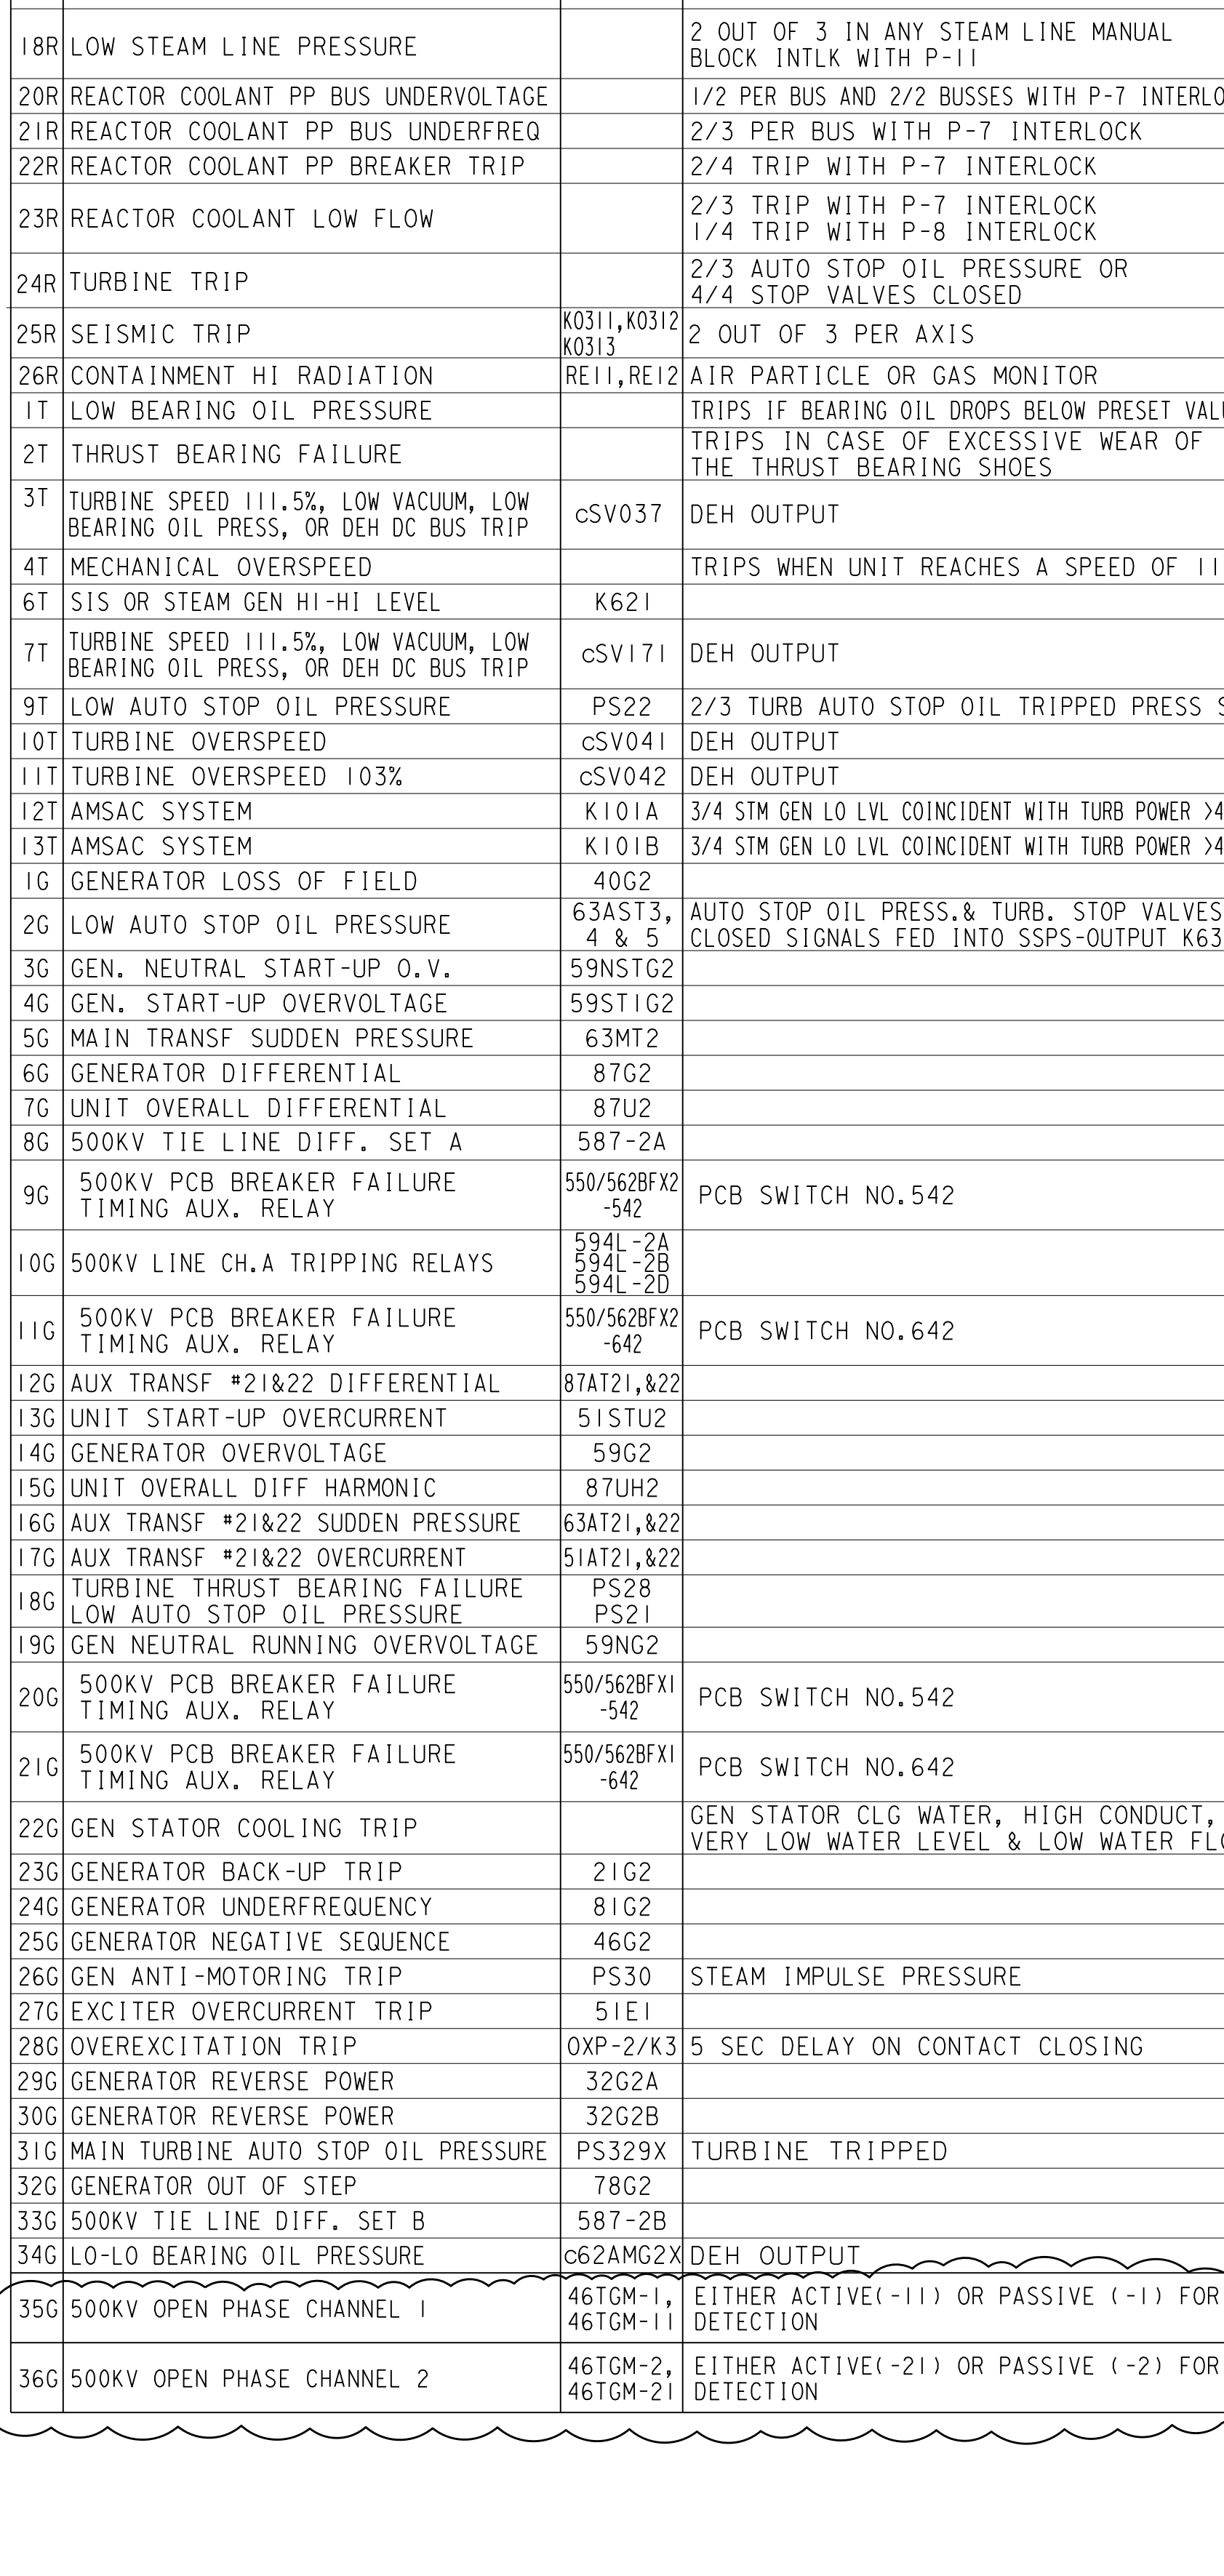 18R LOW STEAM LINE PRESSURE 2 OUT OF 3 IN ANY STEAM LINE MANUAL
BLOCK INTLK WITH P-11
20R REACTOR COOLANT PP BUS UNDERVOLTAGE 1/2 PER BUS AND 2/2 BUSSES WITH P-7 INTERLO
21R REACTOR COOLANT PP BUS UNDERFREQ 2/3 PER BUS WITH P-7 INTERLOCK
22R REACTOR COOLANT PP BREAKER TRIP 2/4 TRIP WITH P-7 INTERLOCK
23R REACTOR COOLANT LOW FLOW 2/3 TRIP WITH P-7 INTERLOCK
1/4 TRIP WITH P-8 INTERLOCK
24R TURBINE TRIP 2/3 AUTO STOP OIL PRESSURE OR
4/4 STOP VALVES CLOSED
25R SEISMIC TRIP K0311,K0312 2 OUT OF 3 PER AXIS
K0313
26R CONTAINMENT HI RADIATION RE11,RE12 AIR PARTICLE OR GAS MONITOR
1T LOW BEARING OIL PRESSURE TRIPS IF BEARING OIL DROPS BELOW PRESET VALU
2T THRUST BEARING FAILURE TRIPS IN CASE OF EXCESSIVE WEAR OF
THE THRUST BEARING SHOES
3T TURBINE SPEED 111.5%, LOW VACUUM, LOW cSV037 DEH OUTPUT
BEARING OIL PRESS, OR DEH DC BUS TRIP
4T MECHANICAL OVERSPEED TRIPS WHEN UNIT REACHES A SPEED OF 11
6T SIS OR STEAM GEN HI-HI LEVEL K621
7T TURBINE SPEED 111.5%, LOW VACUUM, LOW cSV171 DEH OUTPUT
BEARING OIL PRESS, OR DEH DC BUS TRIP
9T LOW AUTO STOP OIL PRESSURE PS22 2/3 TURB AUTO STOP OIL TRIPPED PRESS S
10T TURBINE OVERSPEED cSV041 DEH OUTPUT
11T TURBINE OVERSPEED 103% cSV042 DEH OUTPUT
12T AMSAC SYSTEM K101A 3/4 STM GEN LO LVL COINCIDENT WITH TURB POWER >4
13T AMSAC SYSTEM K101B 3/4 STM GEN LO LVL COINCIDENT WITH TURB POWER >4
1G GENERATOR LOSS OF FIELD 40G2
2G LOW AUTO STOP OIL PRESSURE 63AST3, AUTO STOP OIL PRESS.& TURB. STOP VALVES
4 & 5 CLOSED SIGNALS FED INTO SSPS-OUTPUT K63
3G GEN. NEUTRAL START-UP O.V. 59NSTG2
4G GEN. START-UP OVERVOLTAGE 59ST1G2
5G MAIN TRANSF SUDDEN PRESSURE 63MT2
6G GENERATOR DIFFERENTIAL 87G2
7G UNIT OVERALL DIFFERENTIAL 87U2
8G 500KV TIE LINE DIFF. SET A 587-2A
9G 500KV PCB BREAKER FAILURE 550/562BFX2 PCB SWITCH NO.542
TIMING AUX. RELAY -542
10G 500KV LINE CH.A TRIPPING RELAYS 594L-2A
594L-2B
594L-2D
11G 500KV PCB BREAKER FAILURE 550/562BFX2 PCB SWITCH NO.642
TIMING AUX. RELAY -642
12G AUX TRANSF #21&22 DIFFERENTIAL 87AT21,&22
13G UNIT START-UP OVERCURRENT 51STU2
14G GENERATOR OVERVOLTAGE 59G2
15G UNIT OVERALL DIFF HARMONIC 87UH2
16G AUX TRANSF #21&22 SUDDEN PRESSURE 63AT21,&22
17G AUX TRANSF #21&22 OVERCURRENT 51AT21,&22
18G TURBINE THRUST BEARING FAILURE PS28
LOW AUTO STOP OIL PRESSURE PS21
19G GEN NEUTRAL RUNNING OVERVOLTAGE 59NG2
20G 500KV PCB BREAKER FAILURE 550/562BFX1 PCB SWITCH NO.542
TIMING AUX. RELAY -542
21G 500KV PCB BREAKER FAILURE 550/562BFX1 PCB SWITCH NO.642
TIMING AUX. RELAY -642
22G GEN STATOR COOLING TRIP GEN STATOR CLG WATER, HIGH CONDUCT,
VERY LOW WATER LEVEL & LOW WATER FLO
23G GENERATOR BACK-UP TRIP 21G2
24G GENERATOR UNDERFREQUENCY 81G2
25G GENERATOR NEGATIVE SEQUENCE 46G2
26G GEN ANTI-MOTORING TRIP PS30 STEAM IMPULSE PRESSURE
27G EXCITER OVERCURRENT TRIP 51E1
28G OVEREXCITATION TRIP OXP-2/K3 5 SEC DELAY ON CONTACT CLOSING
29G GENERATOR REVERSE POWER 32G2A
30G GENERATOR REVERSE POWER 32G2B
31G MAIN TURBINE AUTO STOP OIL PRESSURE PS329X TURBINE TRIPPED
32G GENERATOR OUT OF STEP 78G2
33G 500KV TIE LINE DIFF. SET B 587-2B
34G LO-LO BEARING OIL PRESSURE c62AMG2X DEH OUTPUT
35G 500KV OPEN PHASE CHANNEL 1 46TGM-1, EITHER ACTIVE(-11) OR PASSIVE (-1) FOR
46TGM-11 DETECTION
36G 500KV OPEN PHASE CHANNEL 2 46TGM-2, EITHER ACTIVE(-21) OR PASSIVE (-2) FOR
46TGM-21 DETECTION